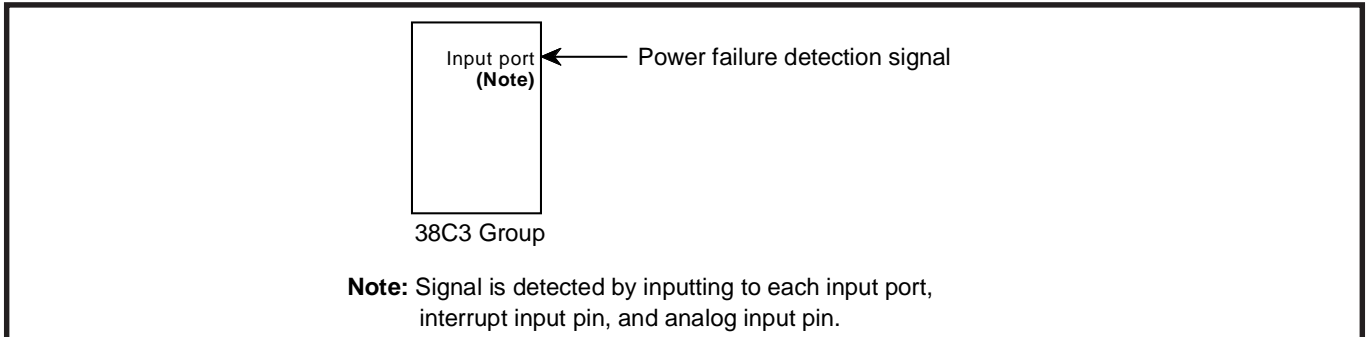 Input port
(Note)
Power failure detection signal
38C3 Group
Note: Signal is detected by inputting to each input port,
interrupt input pin, and analog input pin.